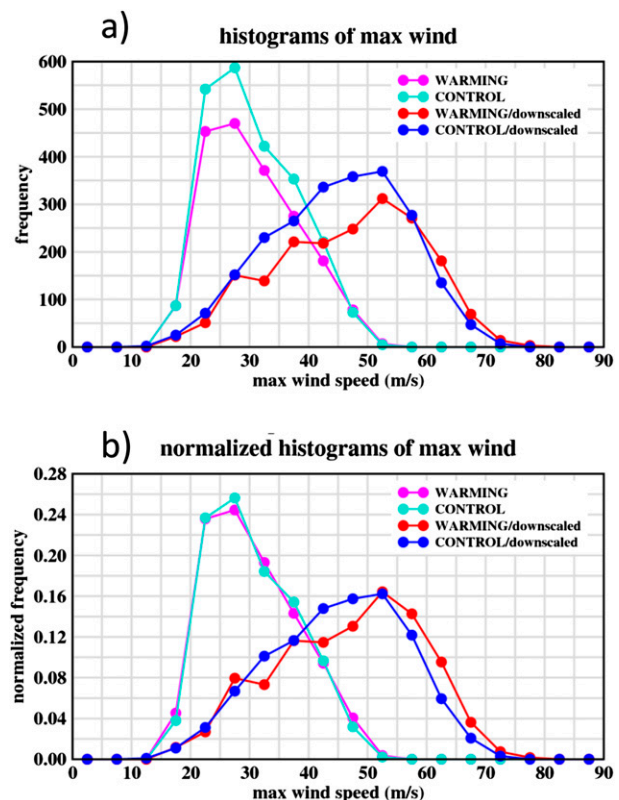 a)
histograms of max wind
600
500
400
300
200
100
0
frequency
WARMING
CONTROL
WARMING/downscaled
CONTROL/downscaled
0 10 20 30 40 50 60 70 80 90
max wind speed (m/s)
b)
normalized histograms of max wind
0.28
0.24
0.20
0.16
0.12
0.08
0.04
0.00
normalized frequency
WARMING
CONTROL
WARMING/downscaled
CONTROL/downscaled
0 10 20 30 40 50 60 70 80 90
max wind speed (m/s)